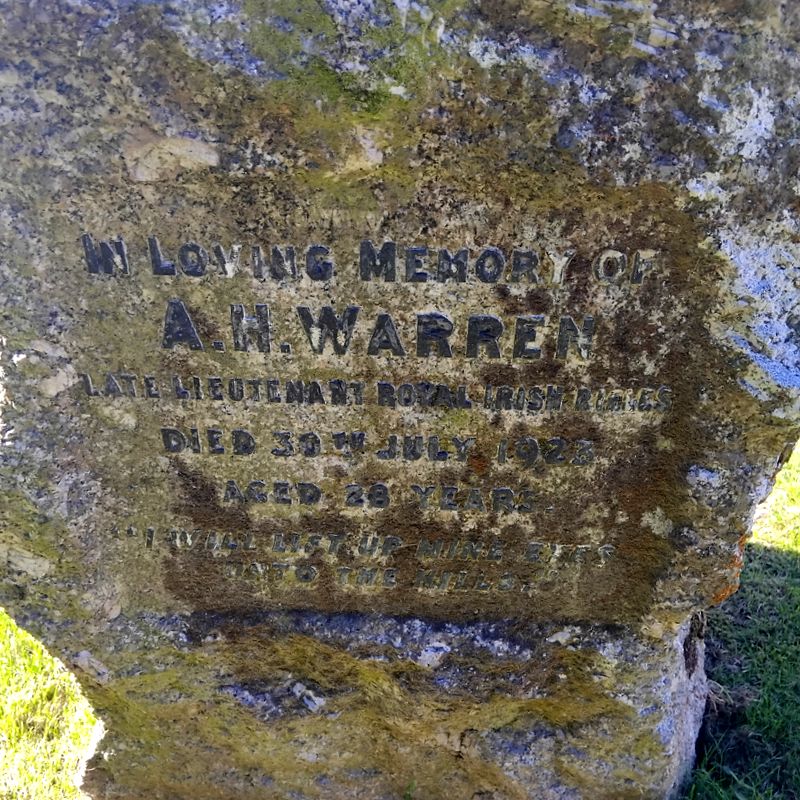 IN LOVING MEMORY OF
A. H. WARREN
LATE LIEUTENANT ROYAL IRISH RIFLES
DIED 30TH JULY 1923
AGED 28 YEARS.
"I WILL LIFT UP MINE EYES
UNTO THE HILLS."